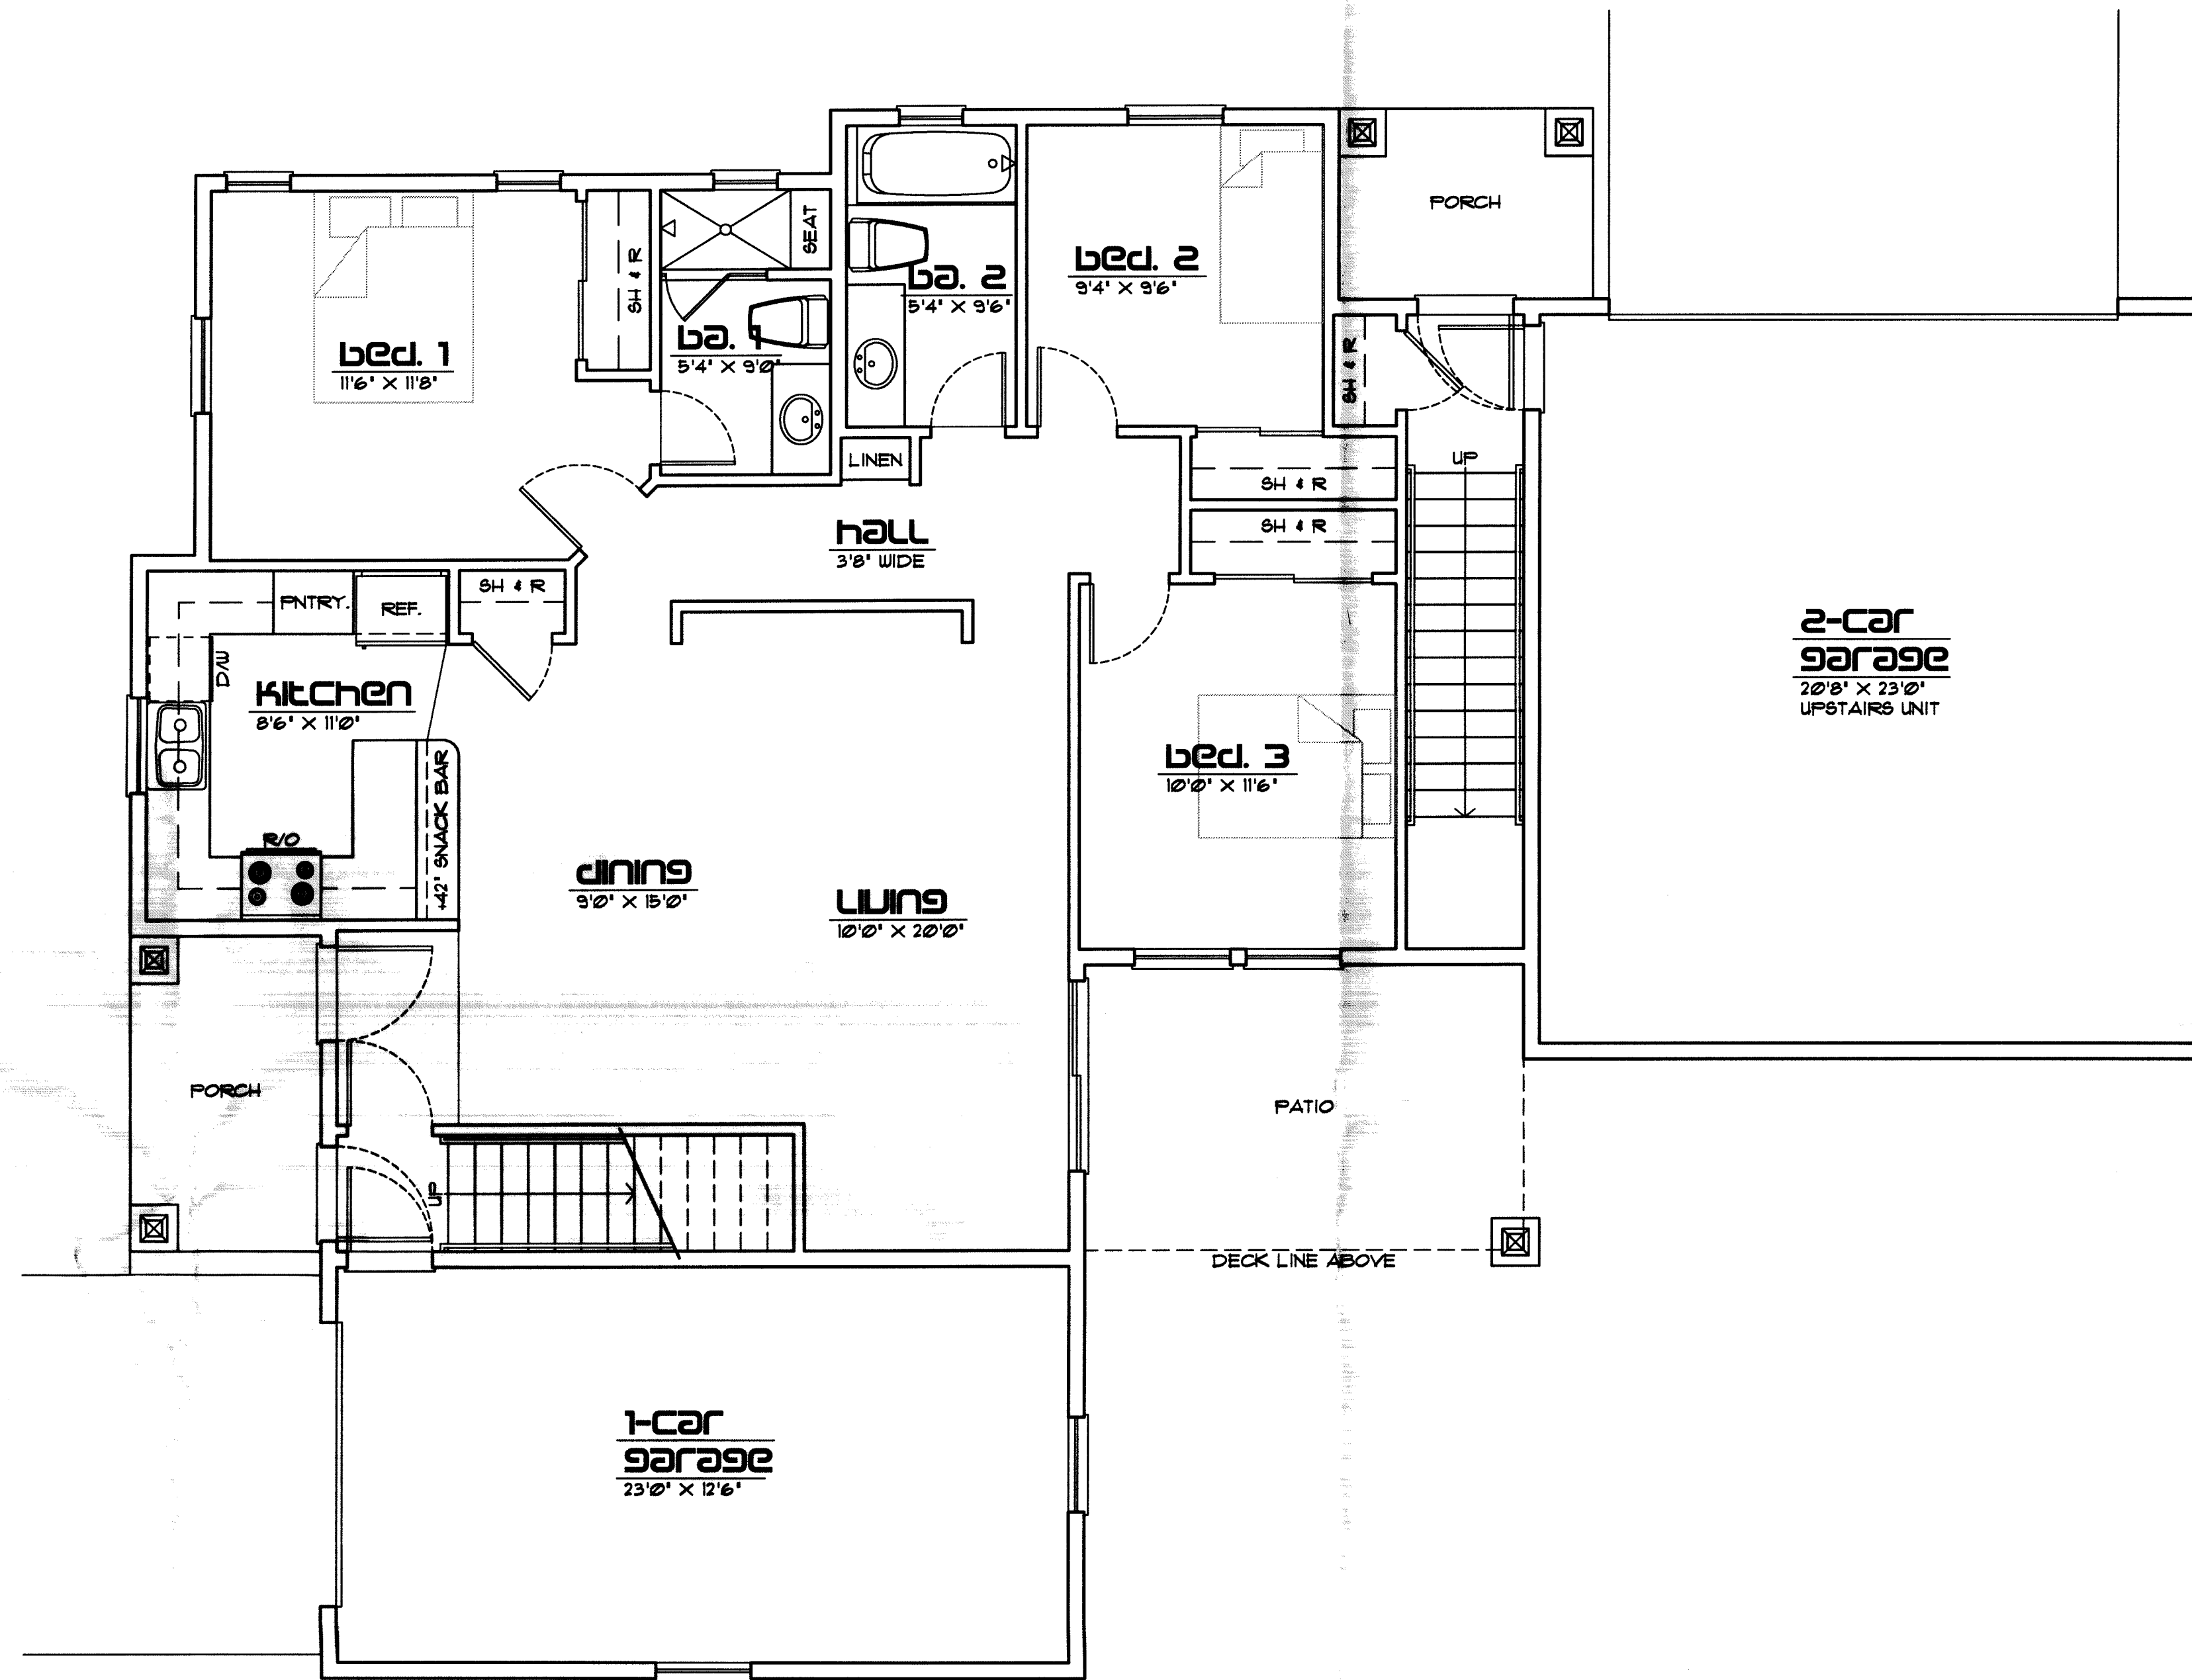 PORCH
SEAT
SH & R
bed. 2
9'4" X 9'6"
ba. 2
5'4" X 9'6"
ba. 1
5'4" X 9'0"
bed. 1
11'6" X 11'8"
SH & R
LINEN
UP
SH & R
hall
3'8" WIDE
SH & R
SH & R
PNTRY.
REF.
D/W
kitchen
8'6" X 11'0"
2-car
garage
20'8" X 23'0"
UPSTAIRS UNIT
bed. 3
10'0" X 11'6"
+42" SNACK BAR
R/O
dining
9'0" X 15'0"
living
10'0" X 20'0"
PORCH
PATIO
UP
DECK LINE ABOVE
1-car
garage
23'0" X 12'6"